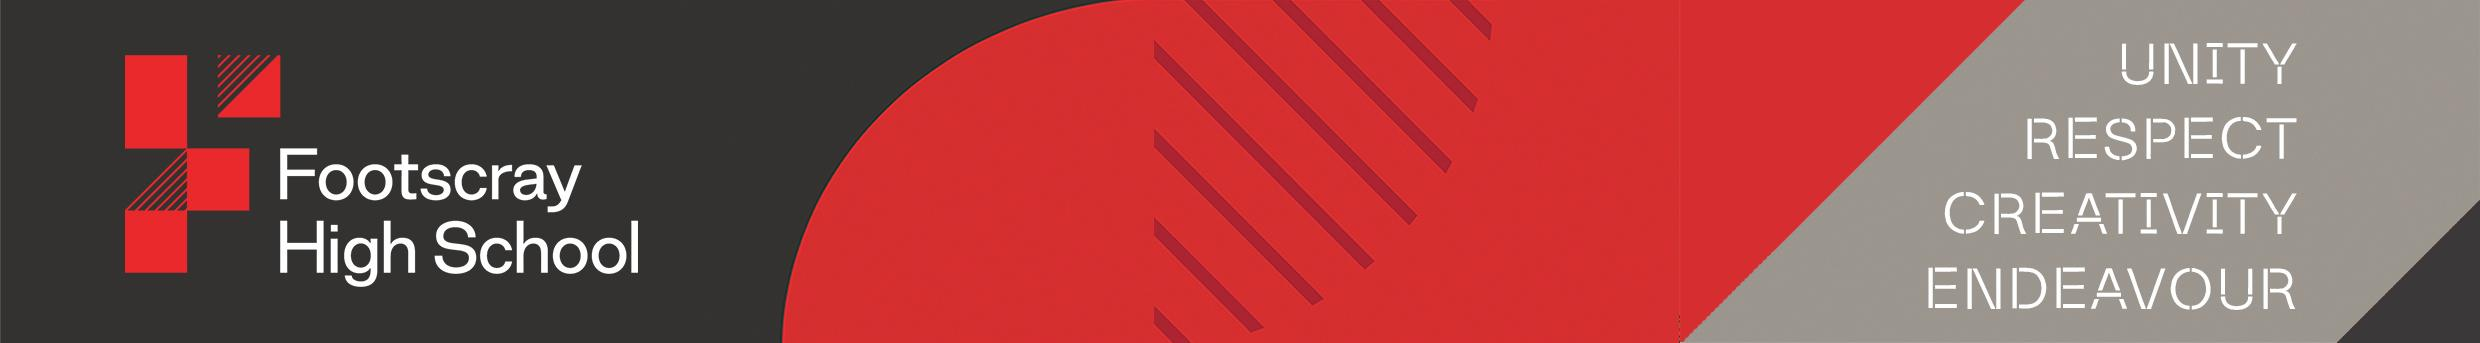 Footscray
High School
UNITY
RESPECT
CREATIVITY
ENDEAVOUR